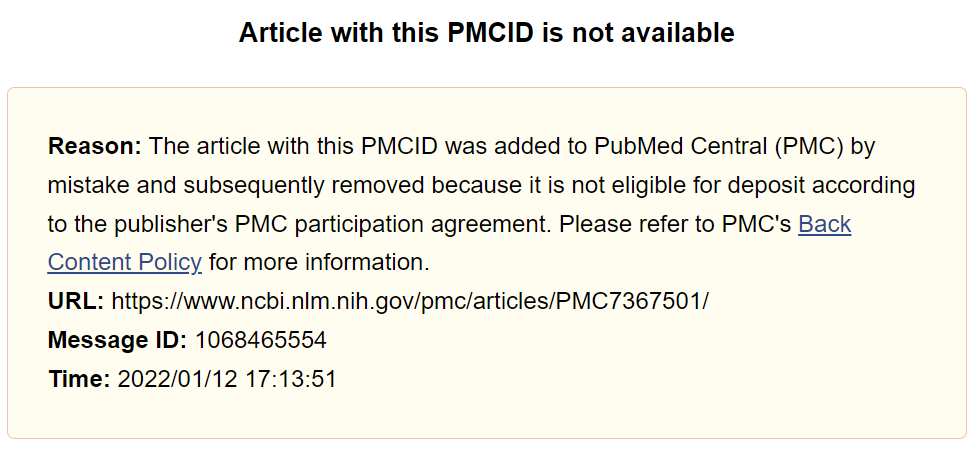 Article with this PMCID is not available
Reason: The article with this PMCID was added to PubMed Central (PMC) by
mistake and subsequently removed because it is not eligible for deposit according
to the publisher's PMC participation agreement. Please refer to PMC's Back
Content Policy for more information.
URL: https://www.ncbi.nlm.nih.gov/pmc/articles/PMC7367501/
Message ID: 1068465554
Time: 2022/01/12 17:13:51